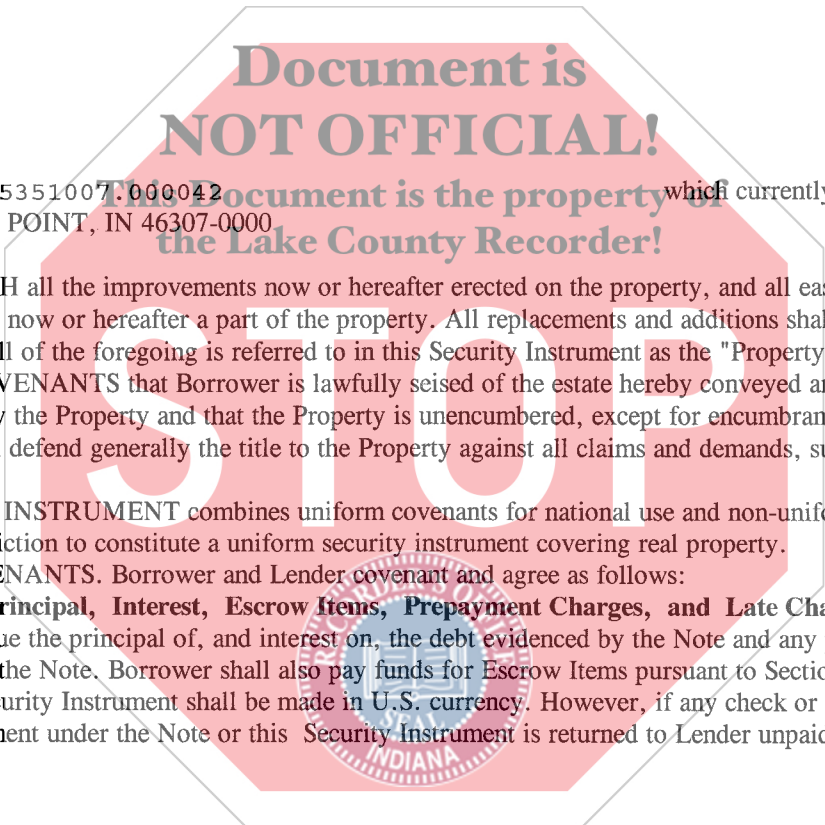 Document is
NOT OFFICIAL!
5351007.000042 which currently
This Document is the property of
POINT, IN 46307-0000
the Lake County Recorder!
H all the improvements now or hereafter erected on the property, and all eas
now or hereafter a part of the property. All replacements and additions shal
ll of the foregoing is referred to in this Security Instrument as the "Property
VENANTS that Borrower is lawfully seised of the estate hereby conveyed an
y the Property and that the Property is unencumbered, except for encumbran
defend generally the title to the Property against all claims and demands, su
STOP
INSTRUMENT combines uniform covenants for national use and non-unifo
iction to constitute a uniform security instrument covering real property.
ENANTS. Borrower and Lender covenant and agree as follows:
rincipal, Interest, Escrow Items, Prepayment Charges, and Late Cha
ue the principal of, and interest on, the debt evidenced by the Note and any
the Note. Borrower shall also pay funds for Escrow Items pursuant to Sectio
urity Instrument shall be made in U.S. currency. However, if any check or
ment under the Note or this Security Instrument is returned to Lender unpaid
RECORDER'S OFFICE
SEAL
INDIANA